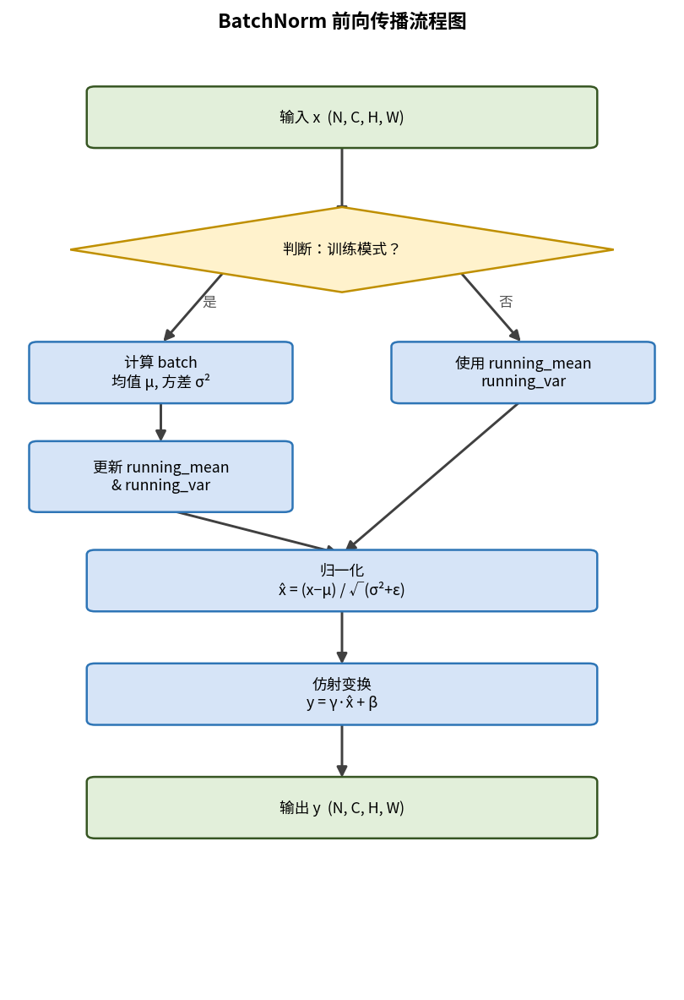 BatchNorm 前向传播流程图
输入 x (N, C, H, W)
判断：训练模式？
是
否
计算 batch
均值 μ, 方差 σ²
使用 running_mean
running_var
更新 running_mean
& running_var
归一化
x̂ = (x−μ) / √‾(σ²+ε)
仿射变换
y = γ·x̂ + β
输出 y (N, C, H, W)